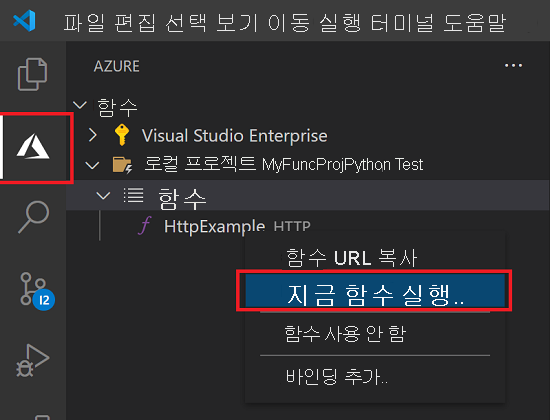 파일 편집 선택 보기 이동 실행 터미널 도움말
AZURE
함수
Visual Studio Enterprise
로컬 프로젝트 MyFuncProjPython Test
함수
HttpExample HTTP
함수 URL 복사
지금 함수 실행..
함수 사용 안 함
바인딩 추가..
12